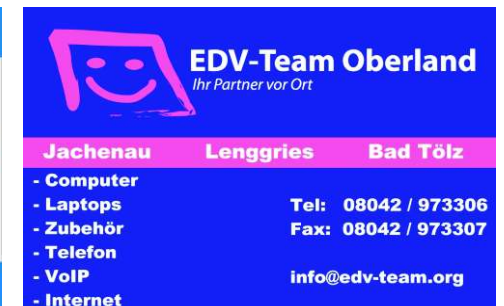 EDV-Team Oberland
Ihr Partner vor Ort
Jachenau Lenggries Bad Tölz
- Computer
- Laptops
- Zubehör
- Telefon
- VoIP
- Internet
Tel: 08042 / 973306
Fax: 08042 / 973307
info@edv-team.org